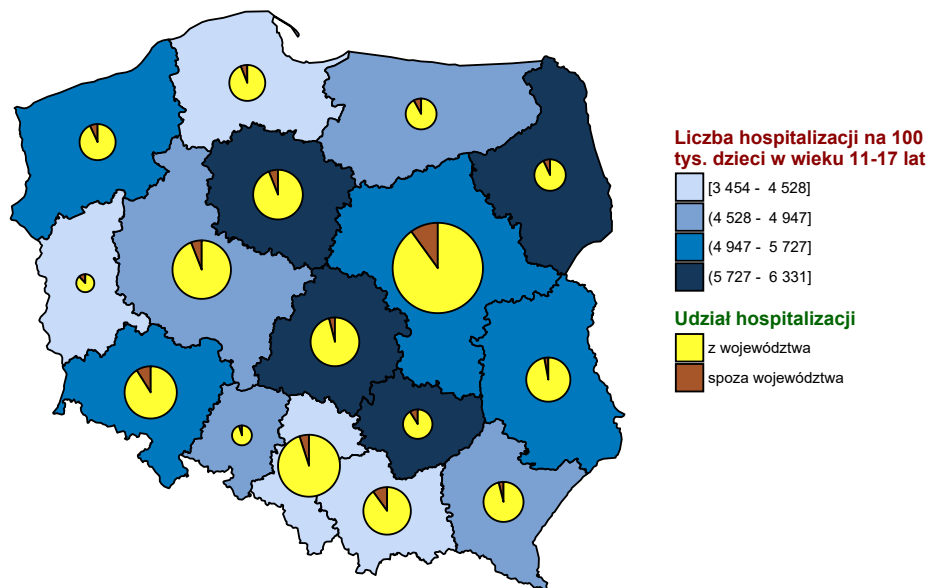 Liczba hospitalizacji na 100
tys. dzieci w wieku 11-17 lat
[3 454 - 4 528]
(4 528 - 4 947]
(4 947 - 5 727]
(5 727 - 6 331]
Udział hospitalizacji
z województwa
spoza województwa